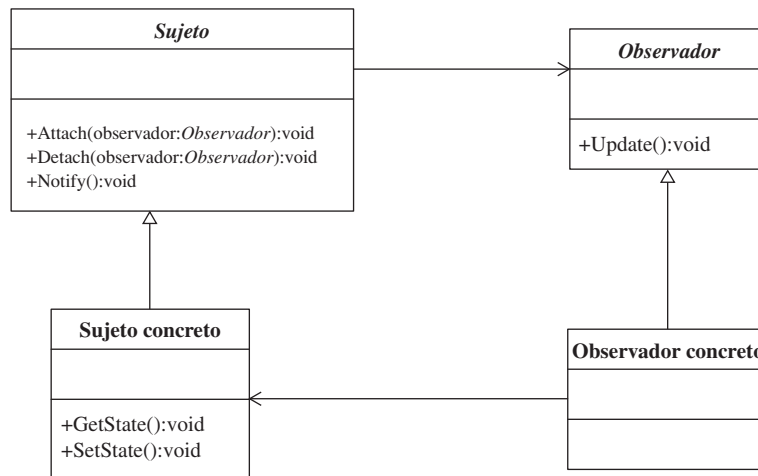 Sujeto
Observador
+Attach(observador:Observador):void
+Detach(observador:Observador):void
+Notify():void
+Update():void
Sujeto concreto
Observador concreto
+GetState():void
+SetState():void